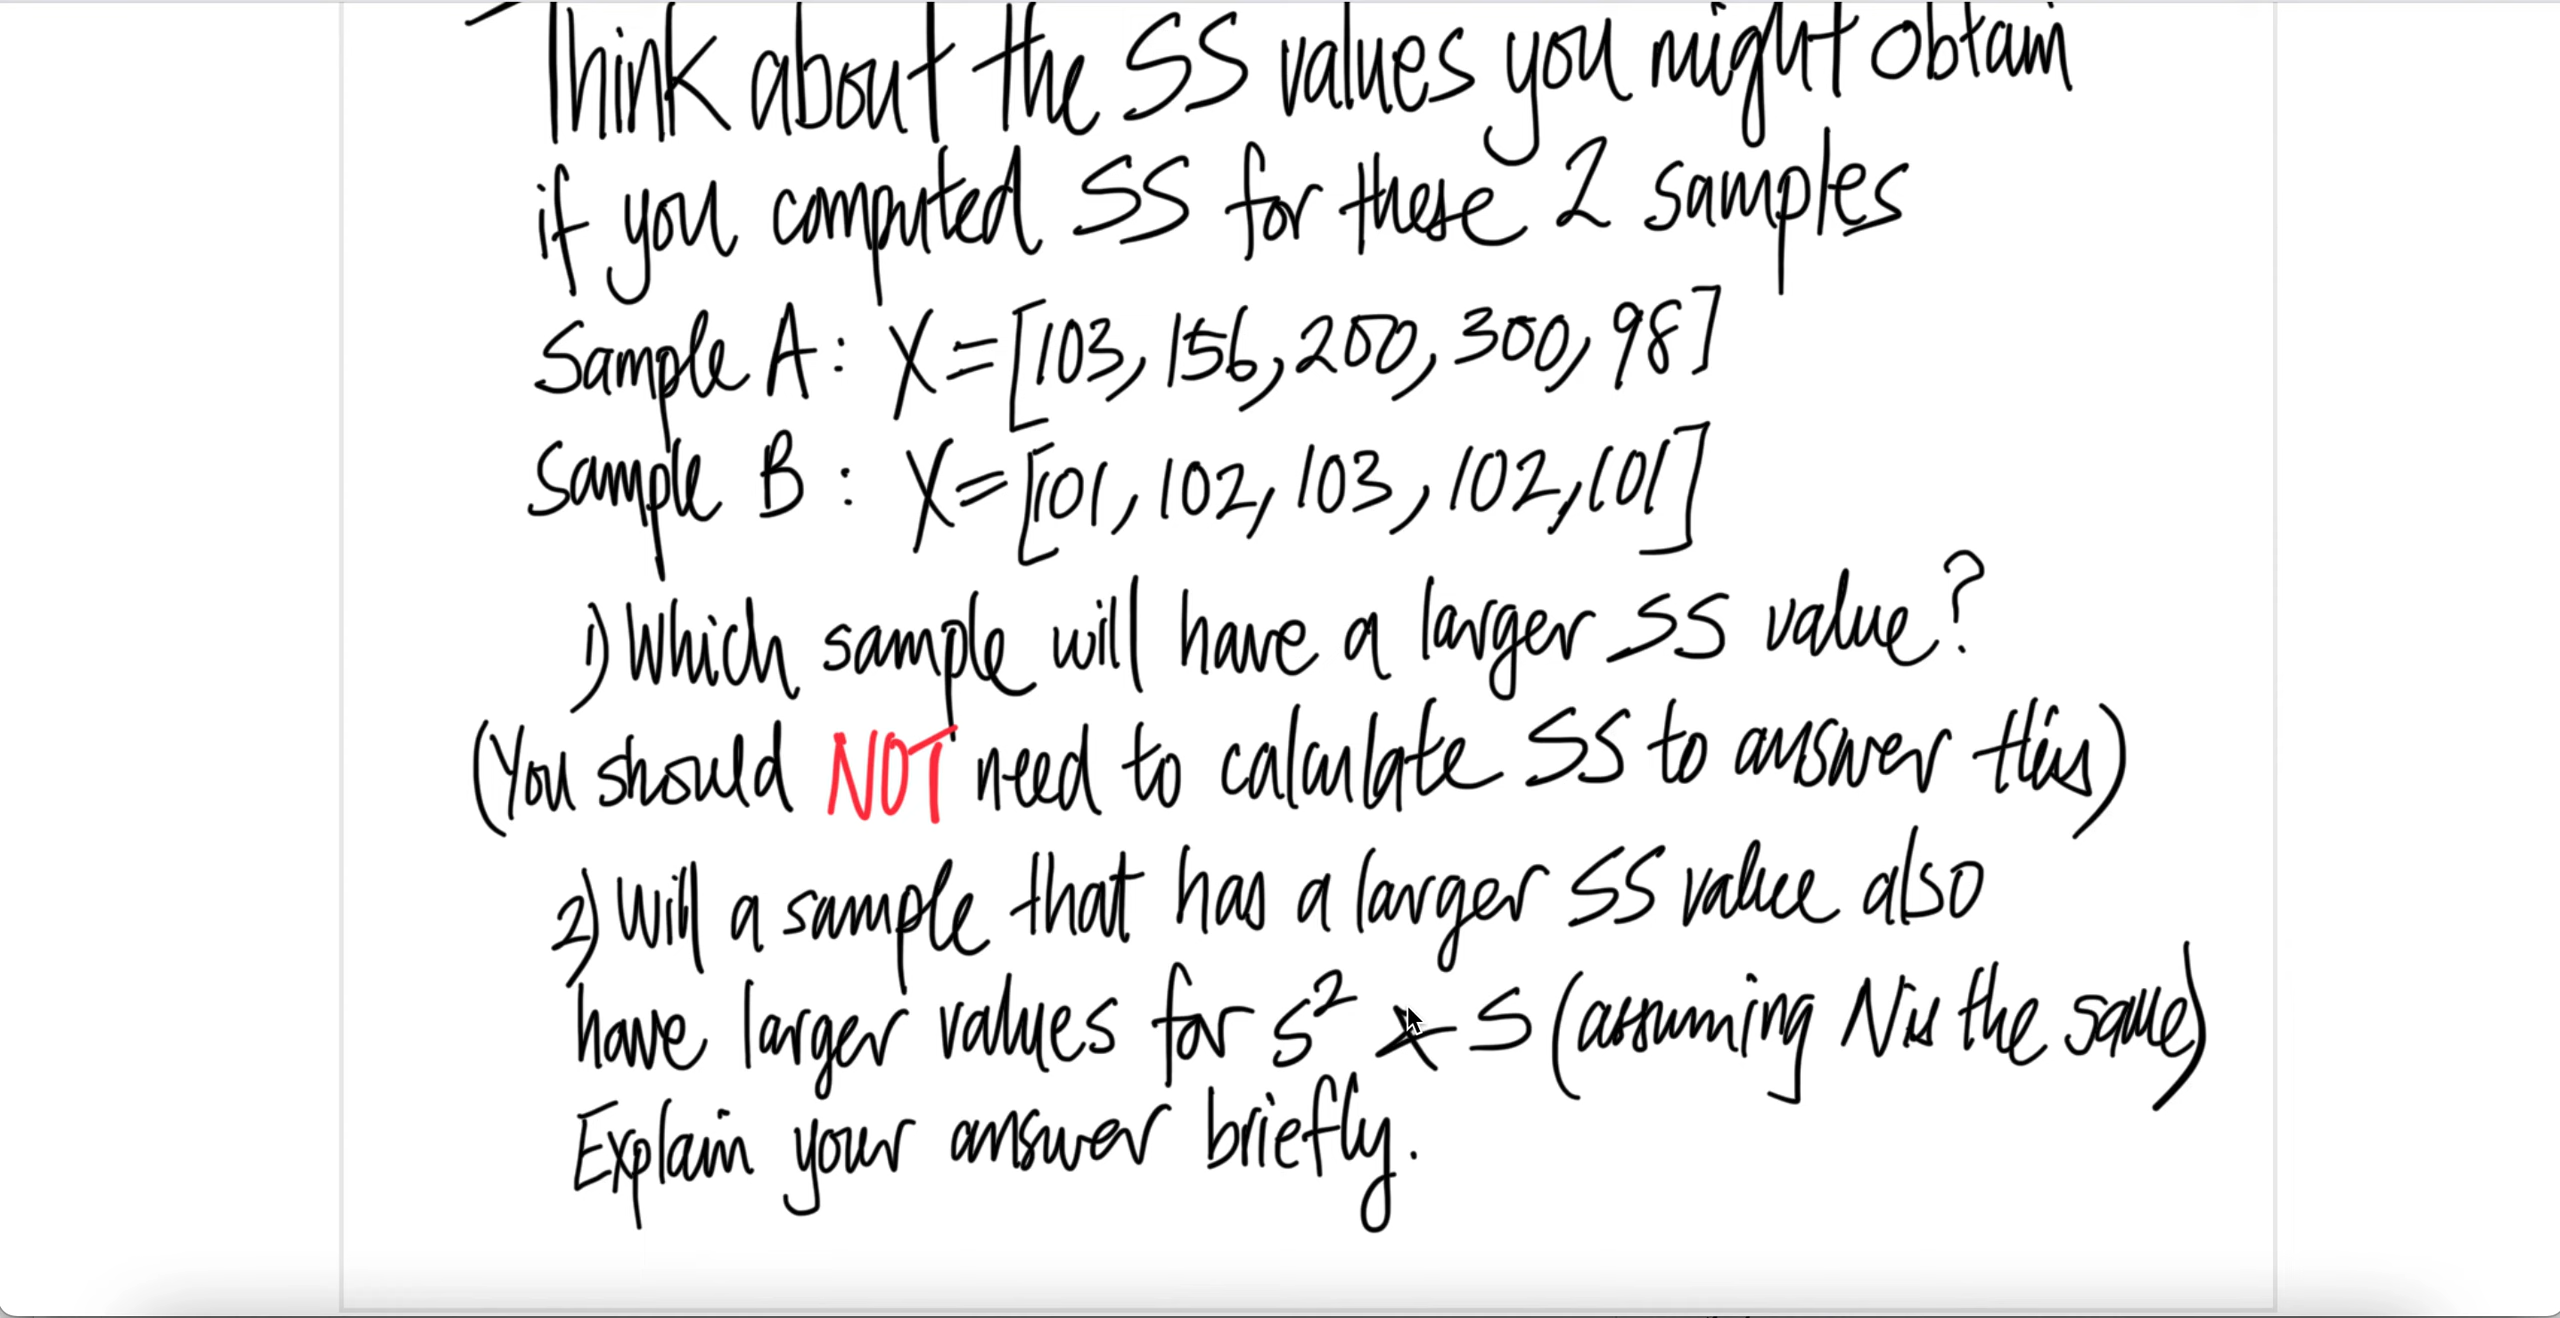 Think about the SS values you might obtain
if you computed SS for these 2 samples
Sample A: X=[103, 156, 200, 300, 98]
Sample B: X=[101, 102, 103, 102, 101]
1) Which sample will have a larger SS value?
(You should NOT need to calculate SS to answer this)
2) Will a sample that has a larger SS value also
have larger values for s² & s (assuming N is the same)
Explain your answer briefly.